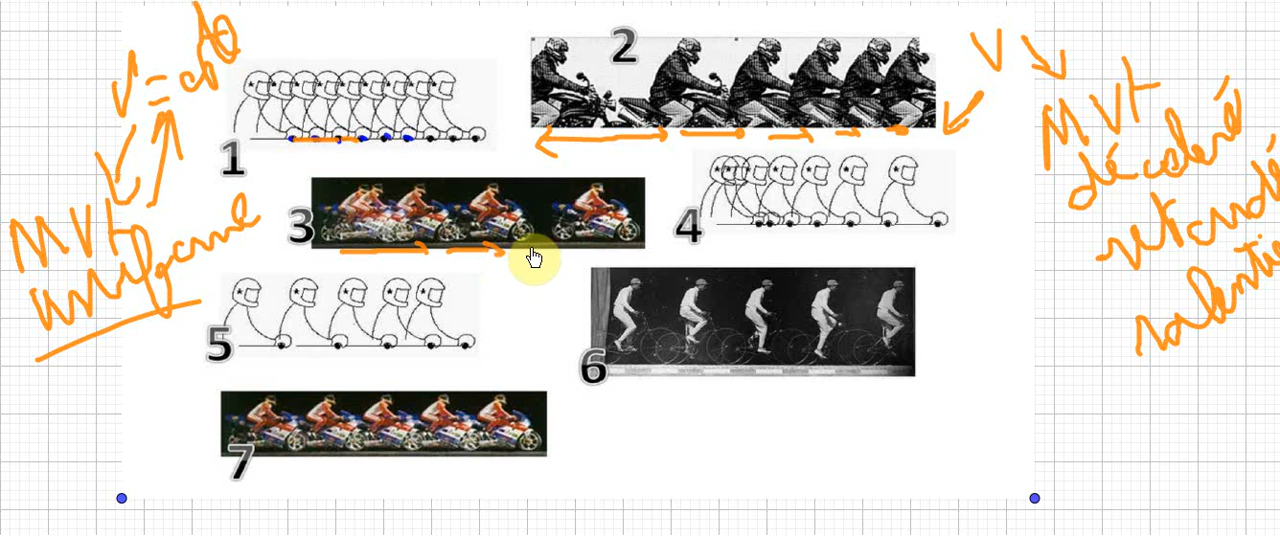 V = cte
MVt
uniforme
1
2
3
4
5
6
7
V
MVt
décéléré
retardé
ralenti